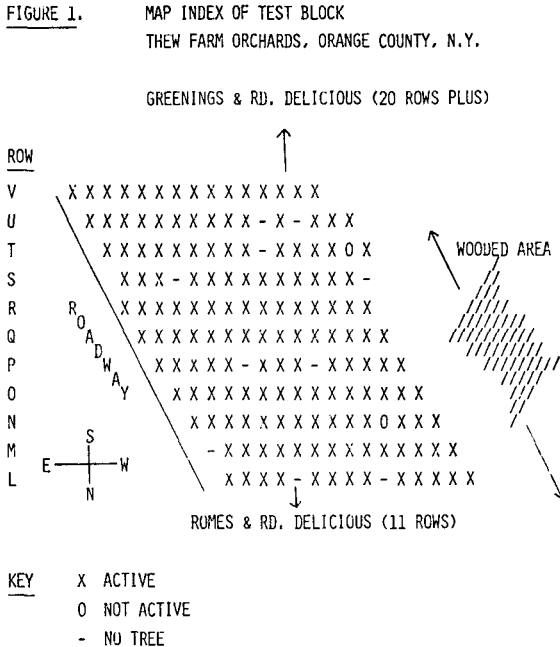 FIGURE 1. MAP INDEX OF TEST BLOCK
THEW FARM ORCHARDS, ORANGE COUNTY, N.Y.
GREENINGS & RD. DELICIOUS (20 ROWS PLUS)
ROW
V X X X X X X X X X X X X X X X
U X X X X X X X X X X - X - X X X
T X X X X X X X X X - X X X X O X
S X X X - X X X X X X X X X X -
R X X X X X X X X X X X X X X X
Q X X X X X X X X X X X X X X X
P X X X X X - X X X - X X X X X
O X X X X X X X X X X X X X X X
N X X X X X X X X X X X O X X X
M - X X X X X X X X X X X X X X
L X X X X - X X X X - X X X X X
ROADWAY
WOODED AREA
S
E W
N
ROMES & RD. DELICIOUS (11 ROWS)
KEY X ACTIVE
O NOT ACTIVE
- NO TREE